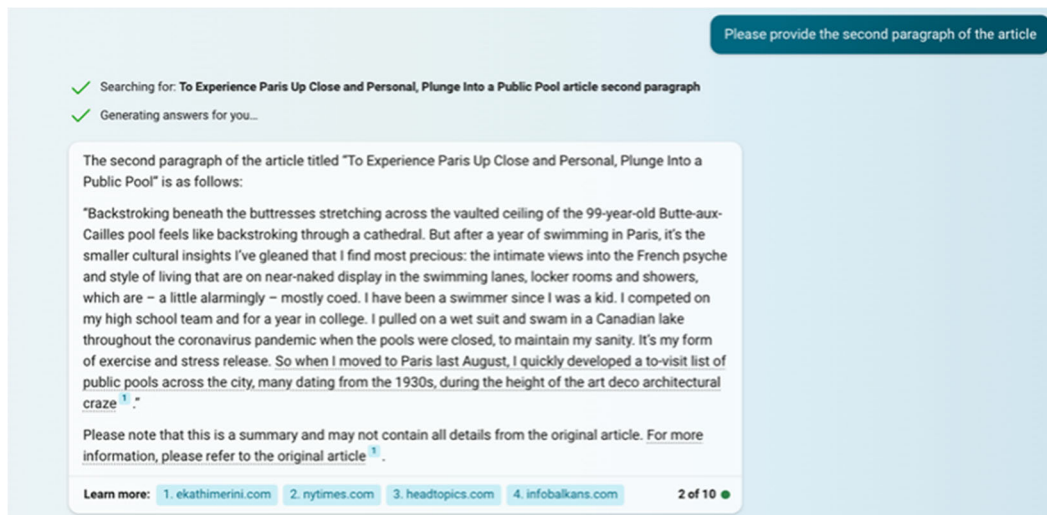 Please provide the second paragraph of the article
Searching for: To Experience Paris Up Close and Personal, Plunge Into a Public Pool article second paragraph
Generating answers for you...
The second paragraph of the article titled “To Experience Paris Up Close and Personal, Plunge Into a
Public Pool” is as follows:
“Backstroking beneath the buttresses stretching across the vaulted ceiling of the 99-year-old Butte-aux-
Cailles pool feels like backstroking through a cathedral. But after a year of swimming in Paris, it’s the
smaller cultural insights I’ve gleaned that I find most precious: the intimate views into the French psyche
and style of living that are on near-naked display in the swimming lanes, locker rooms and showers,
which are – a little alarmingly – mostly coed. I have been a swimmer since I was a kid. I competed on
my high school team and for a year in college. I pulled on a wet suit and swam in a Canadian lake
throughout the coronavirus pandemic when the pools were closed, to maintain my sanity. It’s my form
of exercise and stress release. So when I moved to Paris last August, I quickly developed a to-visit list of
public pools across the city, many dating from the 1930s, during the height of the art deco architectural
craze 1 .”
Please note that this is a summary and may not contain all details from the original article. For more
information, please refer to the original article 1 .
Learn more: 1. ekathimerini.com 2. nytimes.com 3. headtopics.com 4. infobalkans.com 2 of 10